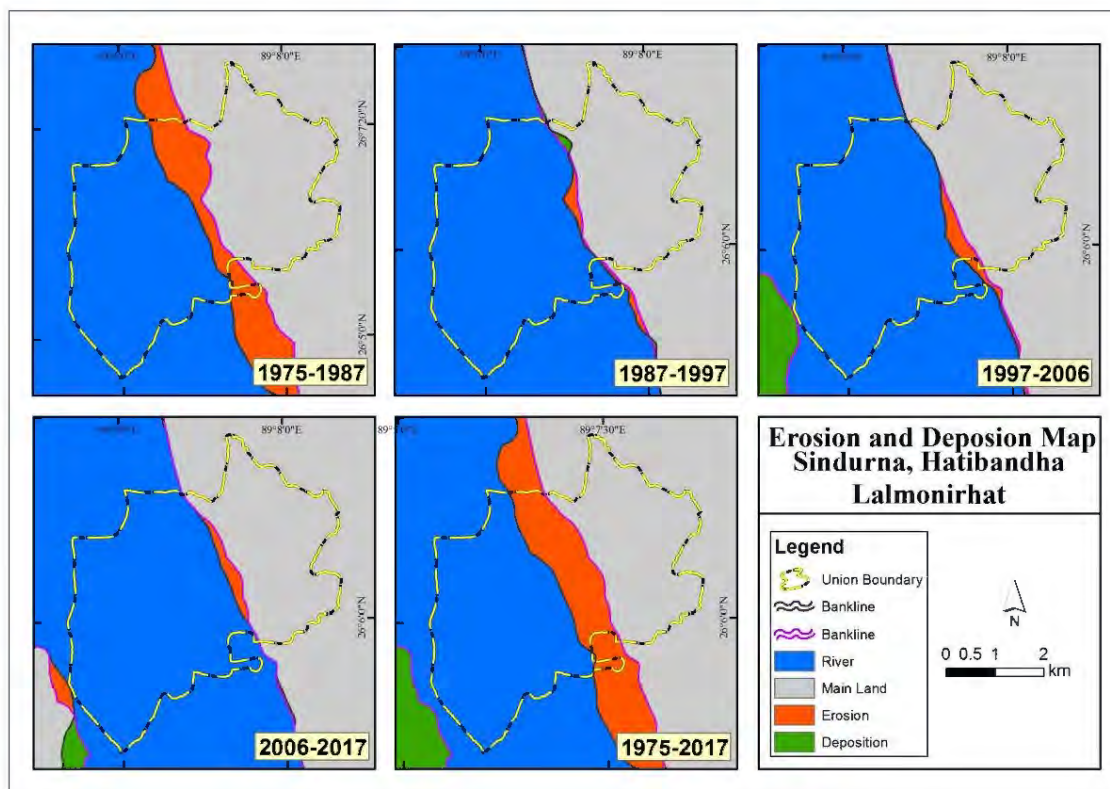 89°8'0"E
26°7'20"N
26°5'0"N
1975-1987
89°8'0"E
26°6'0"N
1987-1997
89°8'0"E
26°6'0"N
1997-2006
89°8'0"E
26°6'0"N
2006-2017
89°7'30"E
26°6'0"N
1975-2017
Erosion and Deposion Map
Sindurna, Hatibandha
Lalmonirhat
Legend
Union Boundary
Bankline
Bankline
River
Main Land
Erosion
Deposition
N
0 0.5 1 2
km